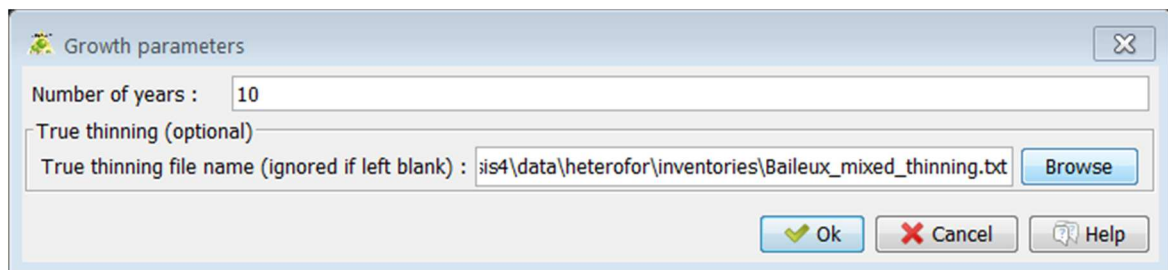 Growth parameters
Number of years : 10
True thinning (optional)
True thinning file name (ignored if left blank) : sis4\data\heterofor\inventories\Baileux_mixed_thinning.txt Browse
Ok Cancel Help